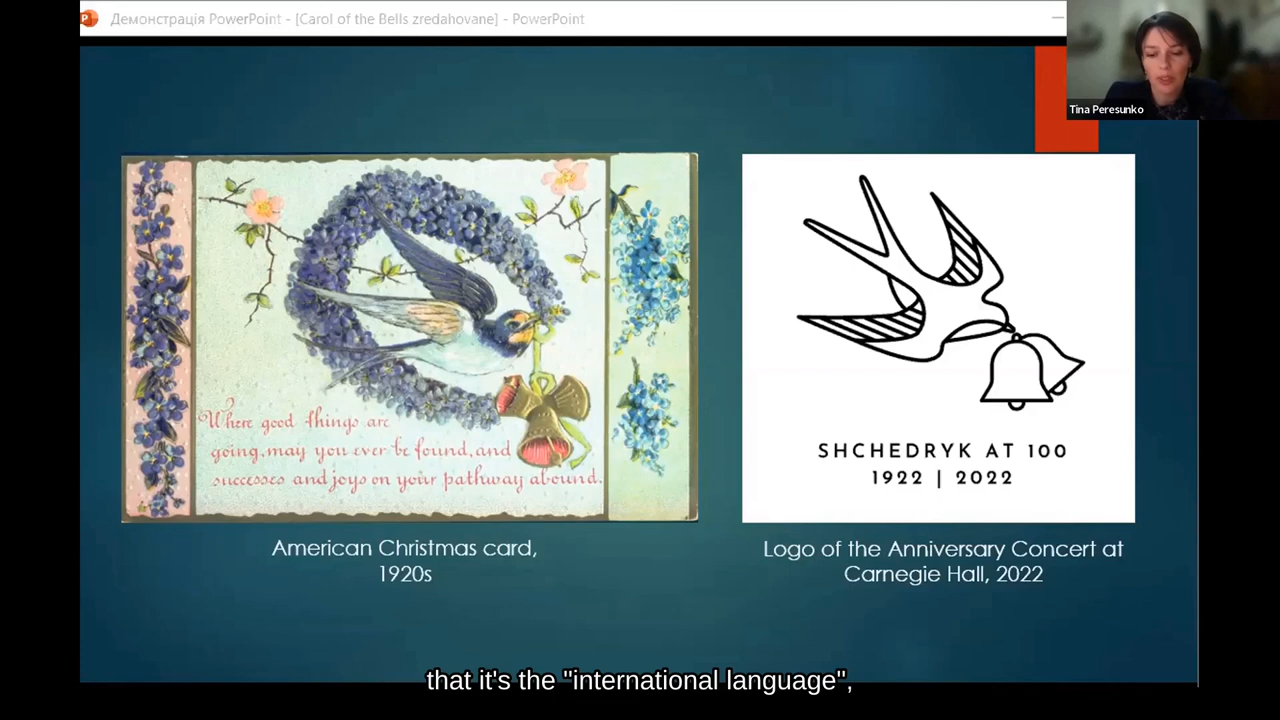 Демонстрація PowerPoint - [Carol of the Bells zredahovane] - PowerPoint
Tina Peresunko
Where good things are
going, may you ever be found, and
successes and joys on your pathway abound.
SHCHEDRYK AT 100
1922 | 2022
American Christmas card,
1920s
Logo of the Anniversary Concert at
Carnegie Hall, 2022
that it's the "international language",